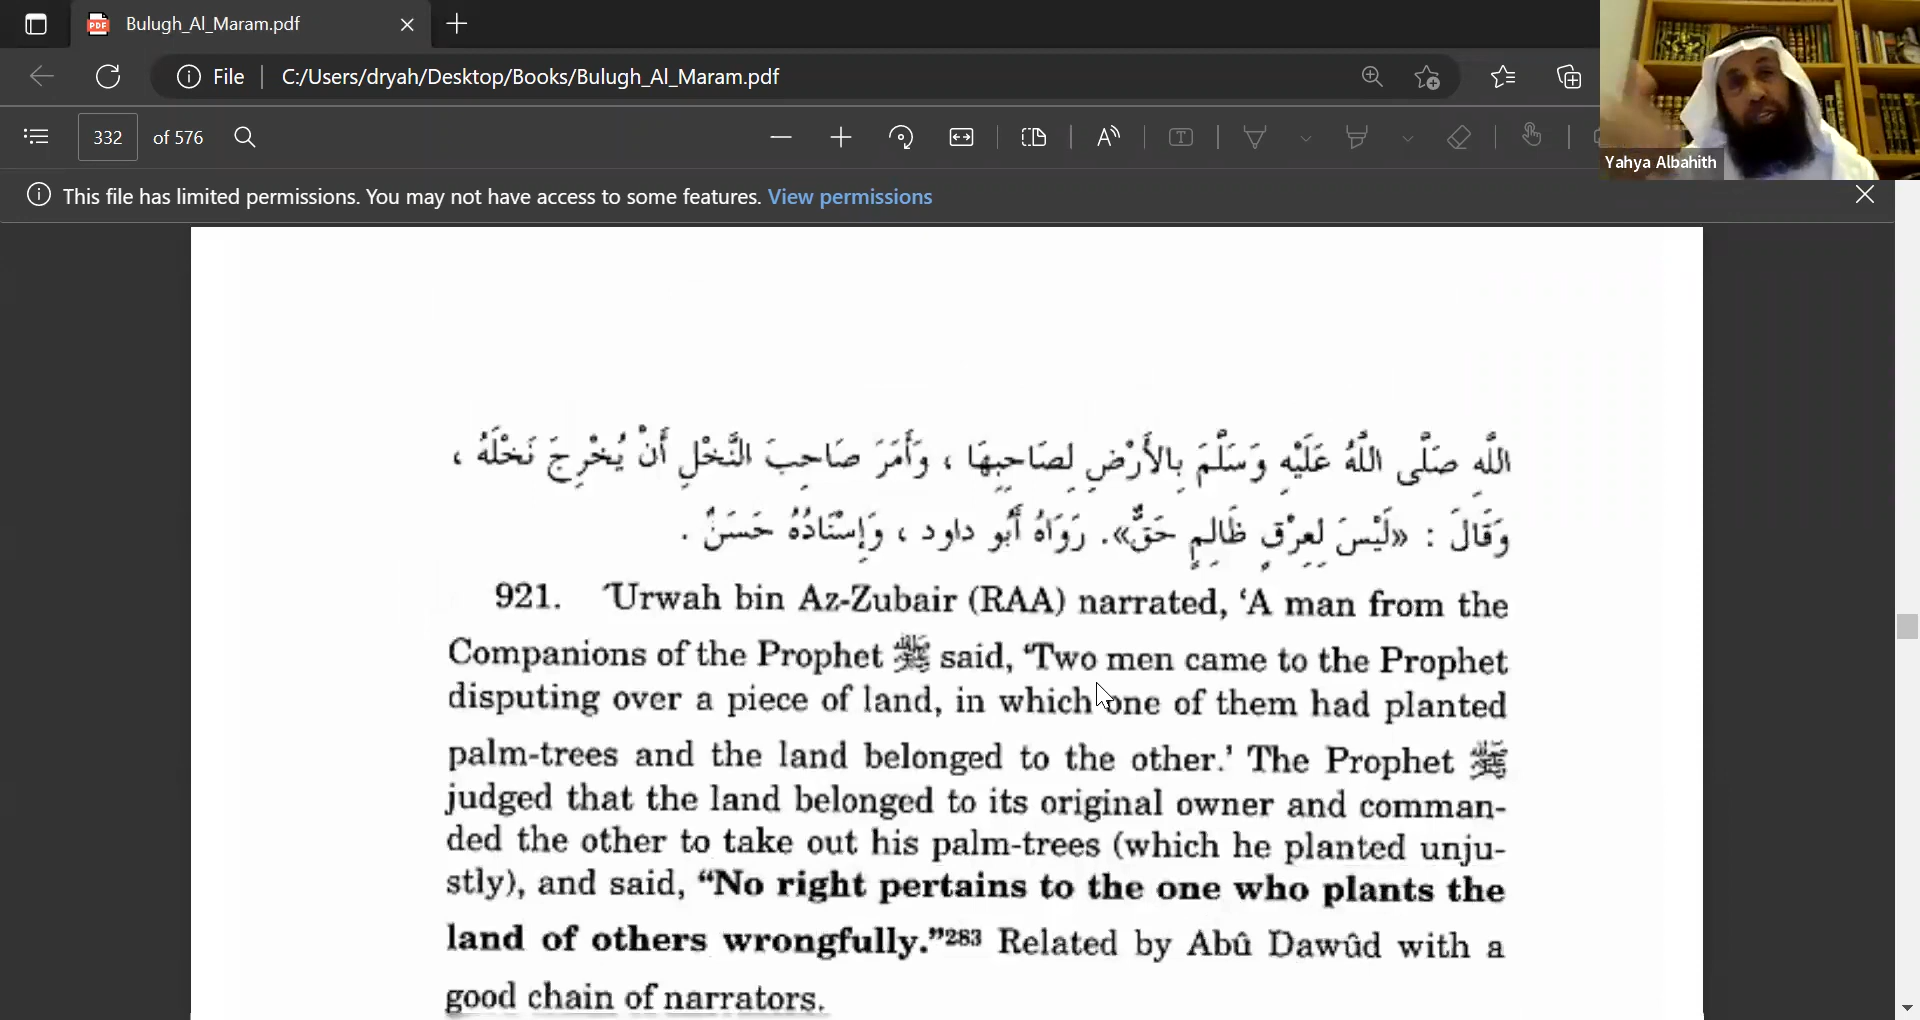 Bulugh_Al_Maram.pdf
File C:/Users/dryah/Desktop/Books/Bulugh_Al_Maram.pdf
332 of 576
Yahya Albahith
This file has limited permissions. You may not have access to some features. View permissions
اللَّهِ صَلَّى اللَّهُ عَلَيْهِ وَسَلَّمَ بِالأَرْضِ لِصَاحِبِهَا ، وَأَمَرَ صَاحِبَ النَّخْلِ أَنْ يُخْرِجَ نَخْلَهُ ،
وَقَالَ : «لَيْسَ لِعِرْقٍ ظَالِمٍ حَقٌّ». رَوَاهُ أَبُو داود ، وَإِسْنَادُهُ حَسَنٌ .
921. ‘Urwah bin Az-Zubair (RAA) narrated, ‘A man from the
Companions of the Prophet ﷺ said, ‘Two men came to the Prophet
disputing over a piece of land, in which one of them had planted
palm-trees and the land belonged to the other.’ The Prophet ﷺ
judged that the land belonged to its original owner and comman-
ded the other to take out his palm-trees (which he planted unju-
stly), and said, “No right pertains to the one who plants the
land of others wrongfully.”283 Related by Abû Dawûd with a
good chain of narrators.